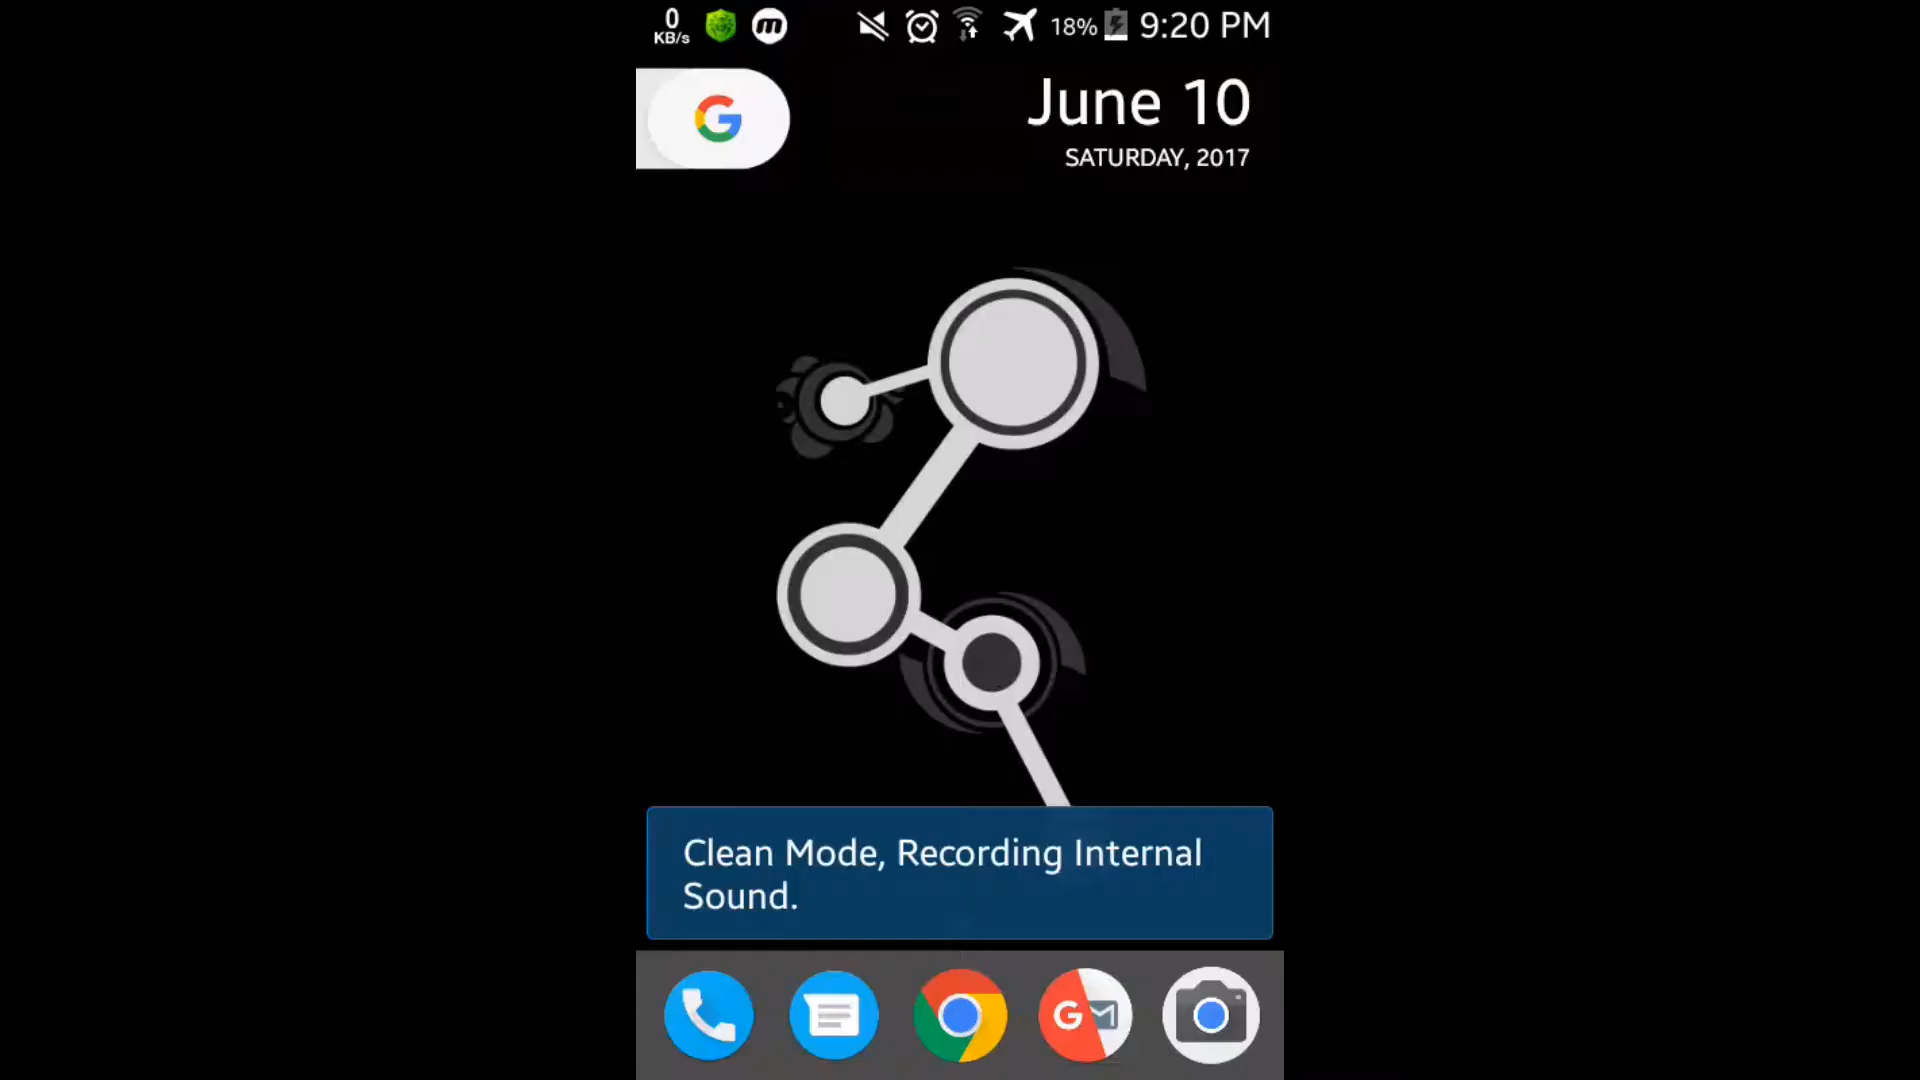 0
KB/s
m
18%
9:20 PM
G
June 10
SATURDAY, 2017
Clean Mode, Recording Internal
Sound.
G